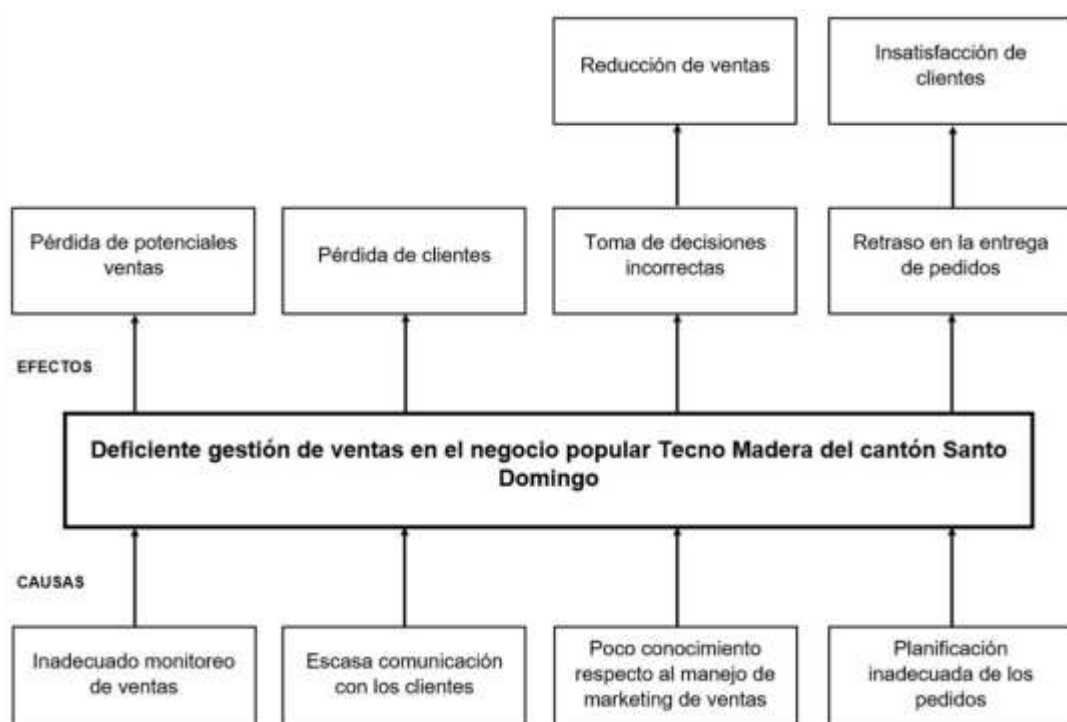 Reducción de ventas
Insatisfacción de
clientes
Pérdida de potenciales
ventas
Pérdida de clientes
Toma de decisiones
incorrectas
Retraso en la entrega
de pedidos
EFECTOS
Deficiente gestión de ventas en el negocio popular Tecno Madera del cantón Santo
Domingo
CAUSAS
Inadecuado monitoreo
de ventas
Escasa comunicación
con los clientes
Poco conocimiento
respecto al manejo de
marketing de ventas
Planificación
inadecuada de los
pedidos